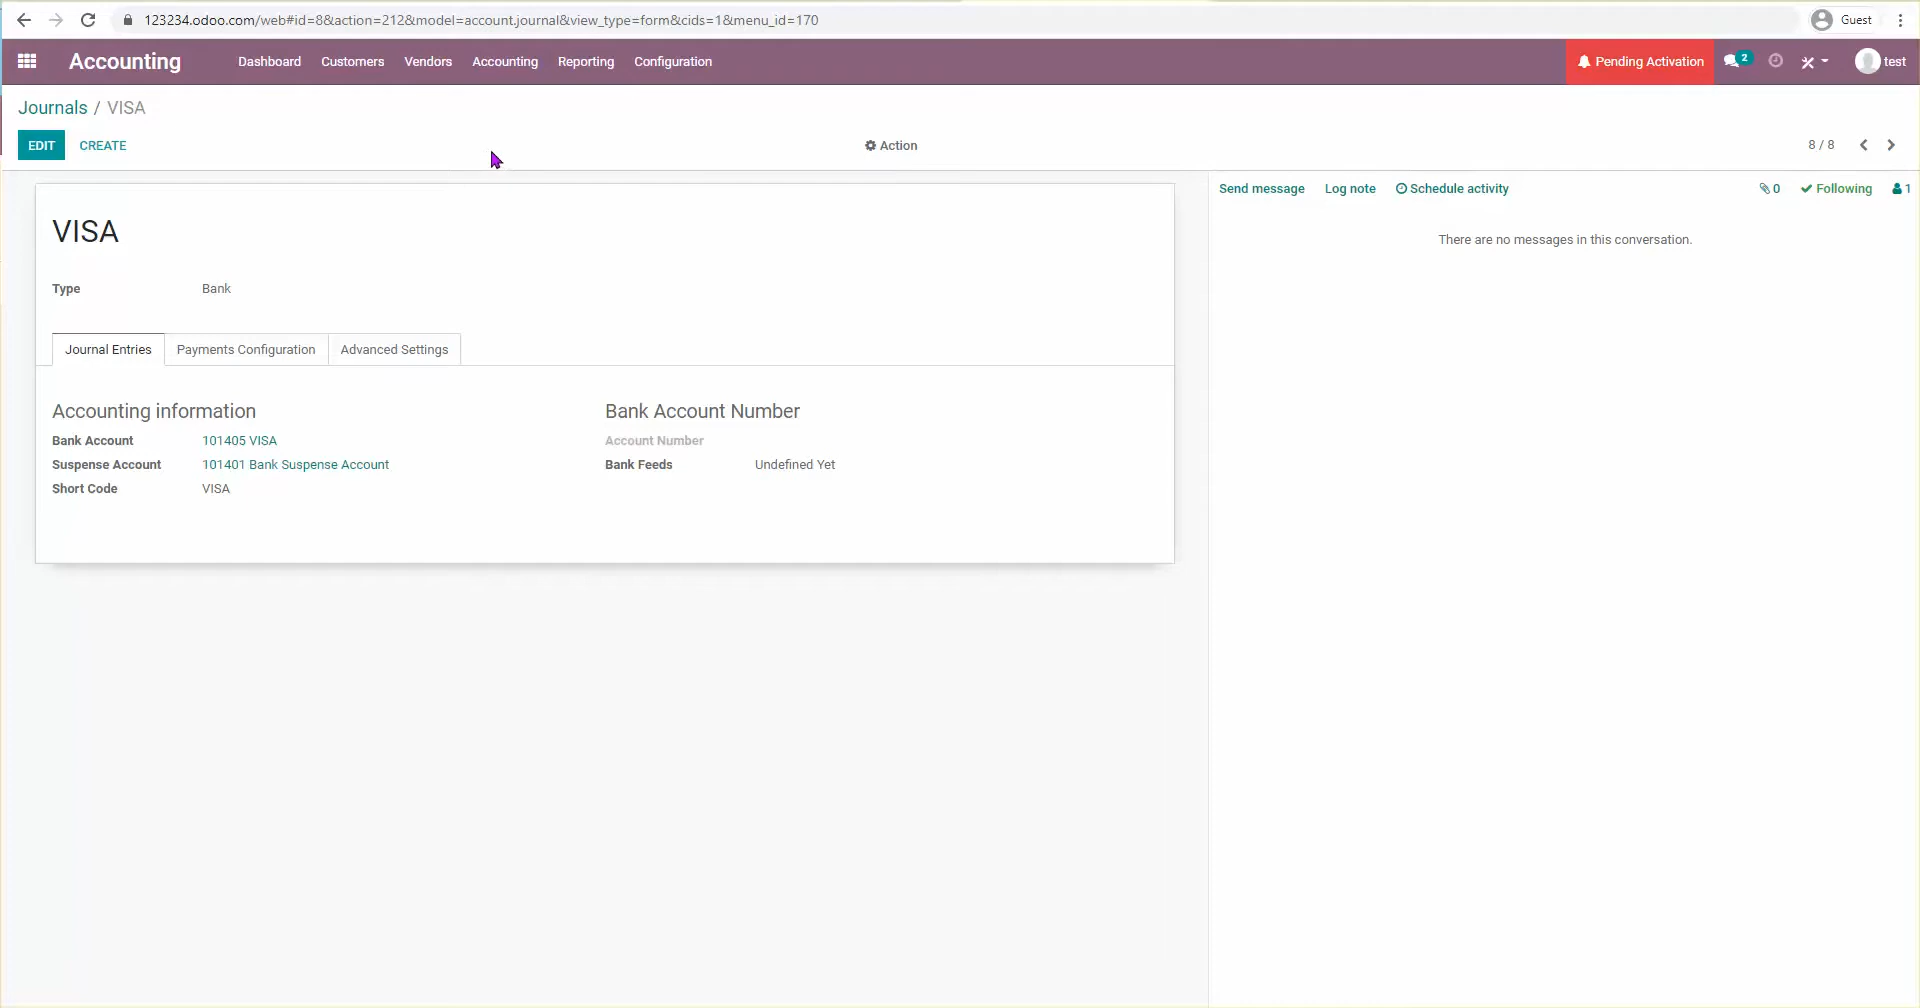 123234.odoo.com/web#id=8&action=212&model=account.journal&view_type=form&cids=1&menu_id=170 Guest
Accounting Dashboard Customers Vendors Accounting Reporting Configuration Pending Activation 2 test
Journals / VISA
EDIT CREATE Action 8 / 8
Send message Log note Schedule activity 0 Following 1
There are no messages in this conversation.
VISA
Type Bank
Journal Entries Payments Configuration Advanced Settings
Accounting information Bank Account Number
Bank Account 101405 VISA Account Number
Suspense Account 101401 Bank Suspense Account Bank Feeds Undefined Yet
Short Code VISA